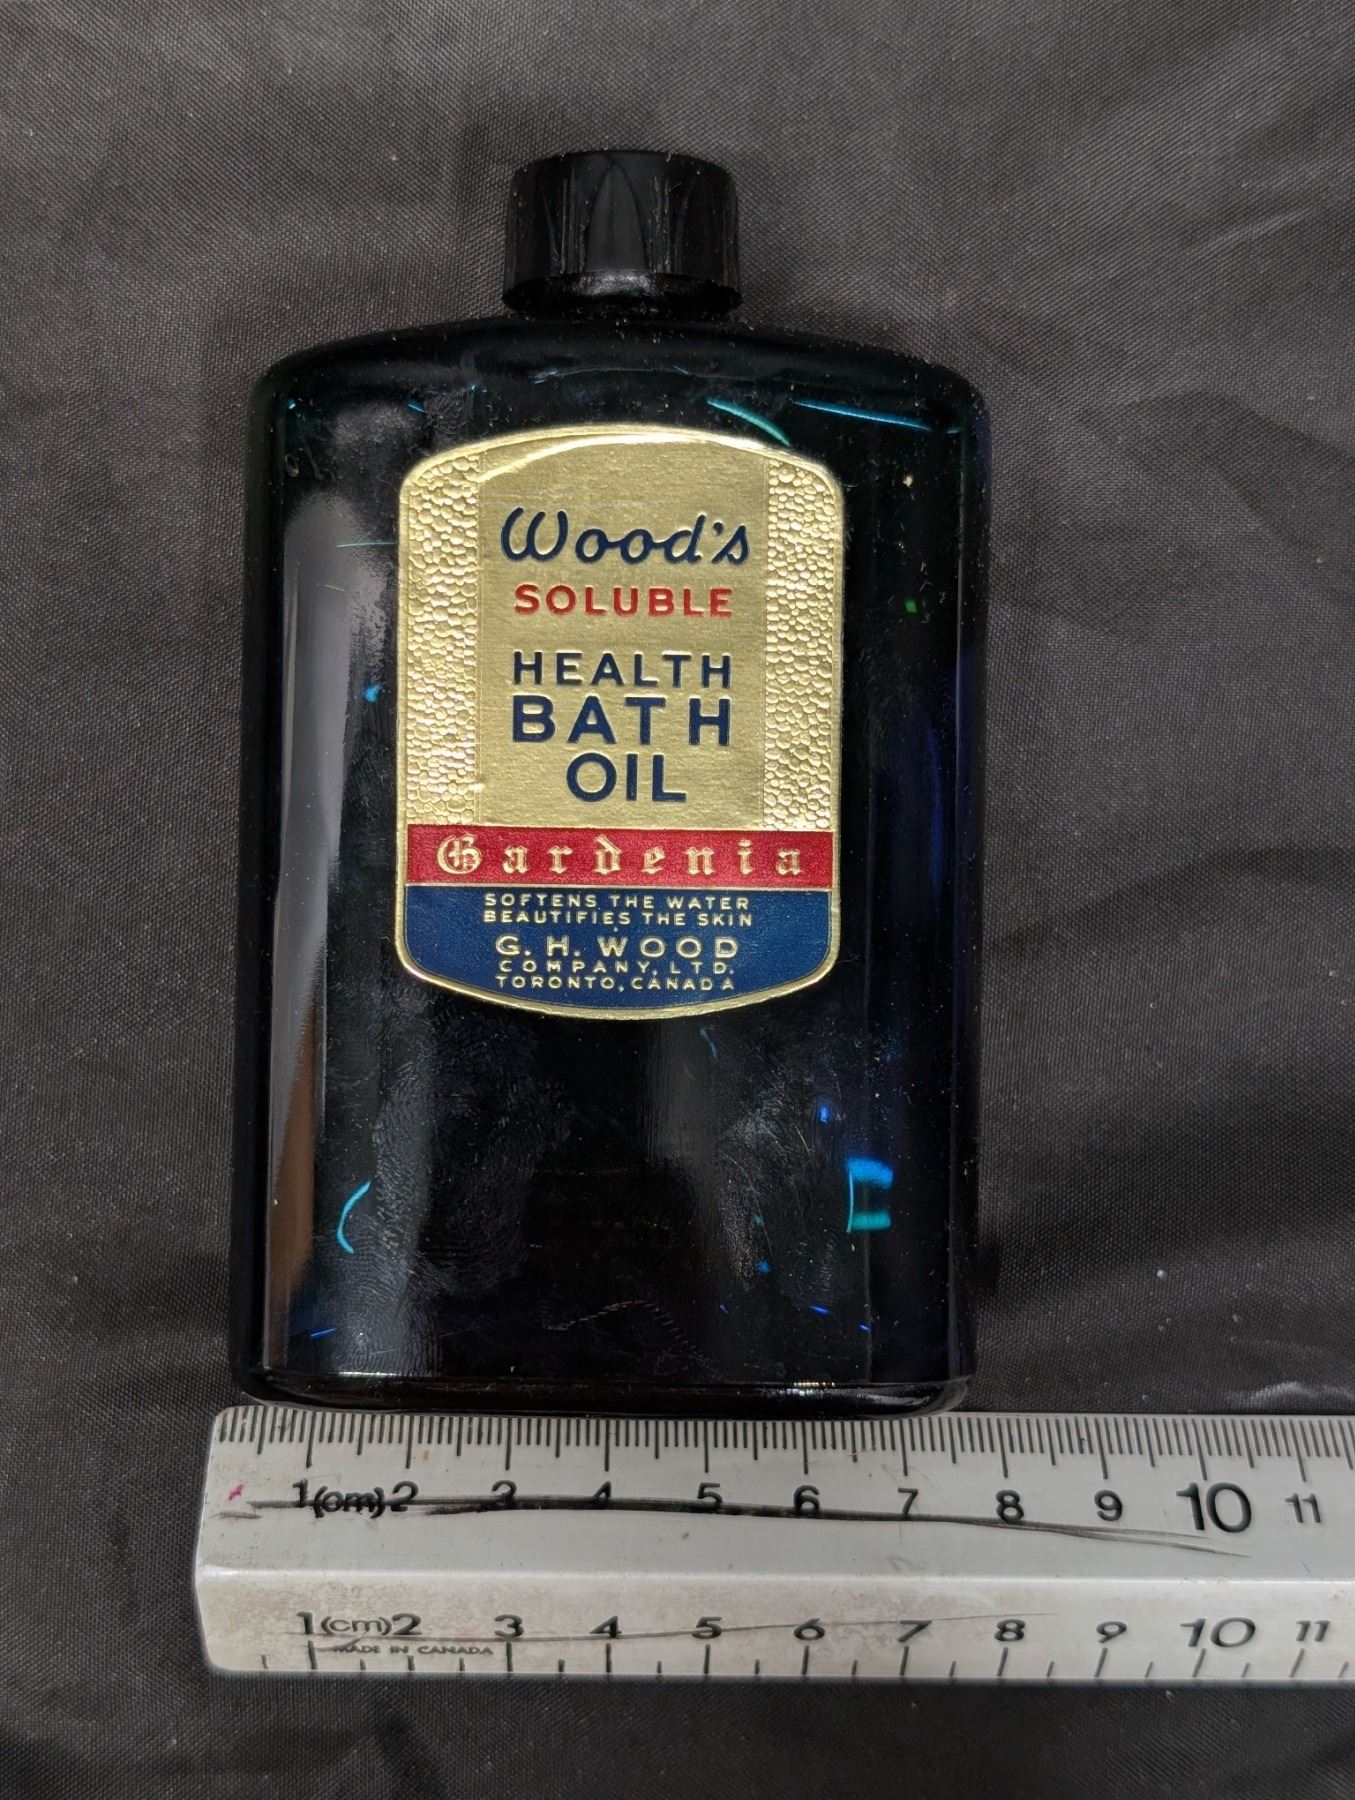 Wood's
SOLUBLE
HEALTH
BATH
OIL
Gardenia
SOFTENS THE WATER
BEAUTIFIES THE SKIN
G. H. WOOD
COMPANY, LTD.
TORONTO, CANADA
1(cm)2 3 4 5 6 7 8 9 10 11
1(cm)2 3 4 5 6 7 8 9 10 11
MADE IN CANADA